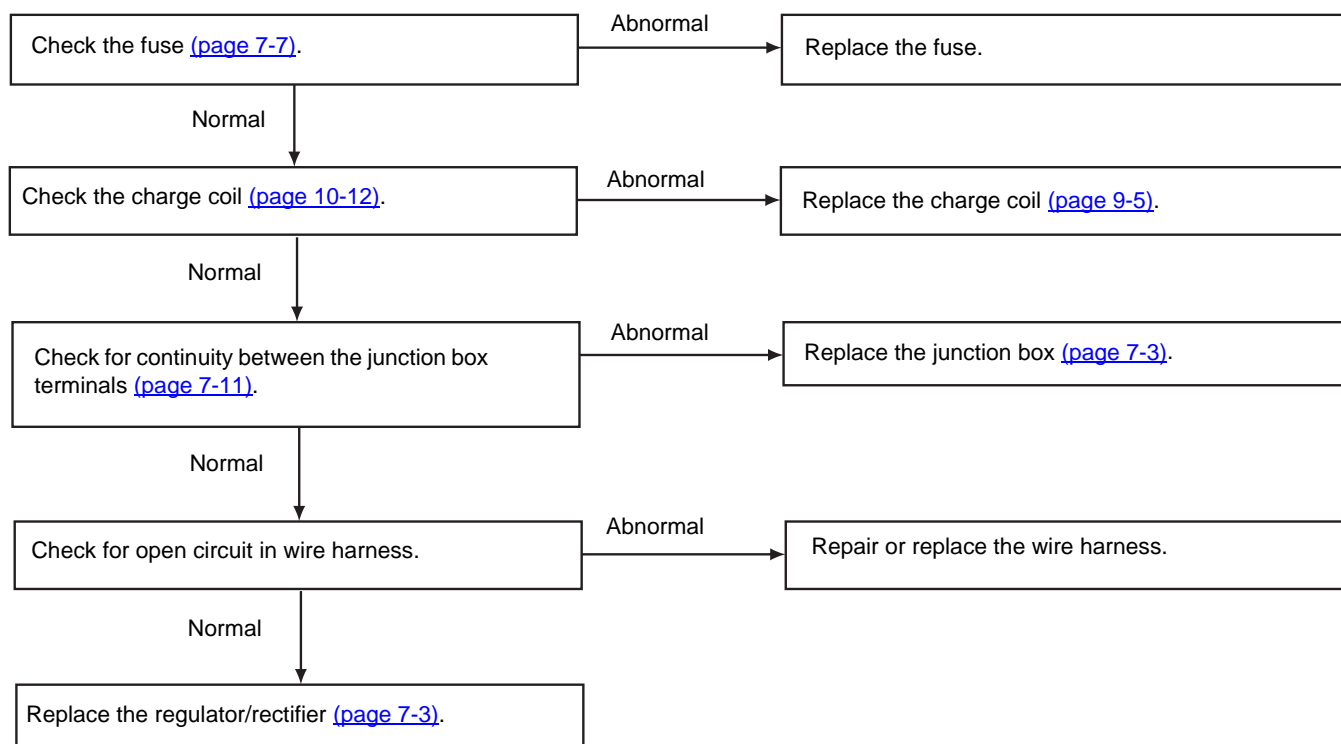 Check the fuse (page 7-7).
Abnormal
Replace the fuse.
Normal
Check the charge coil (page 10-12).
Abnormal
Replace the charge coil (page 9-5).
Normal
Check for continuity between the junction box
terminals (page 7-11).
Abnormal
Replace the junction box (page 7-3).
Normal
Check for open circuit in wire harness.
Abnormal
Repair or replace the wire harness.
Normal
Replace the regulator/rectifier (page 7-3).